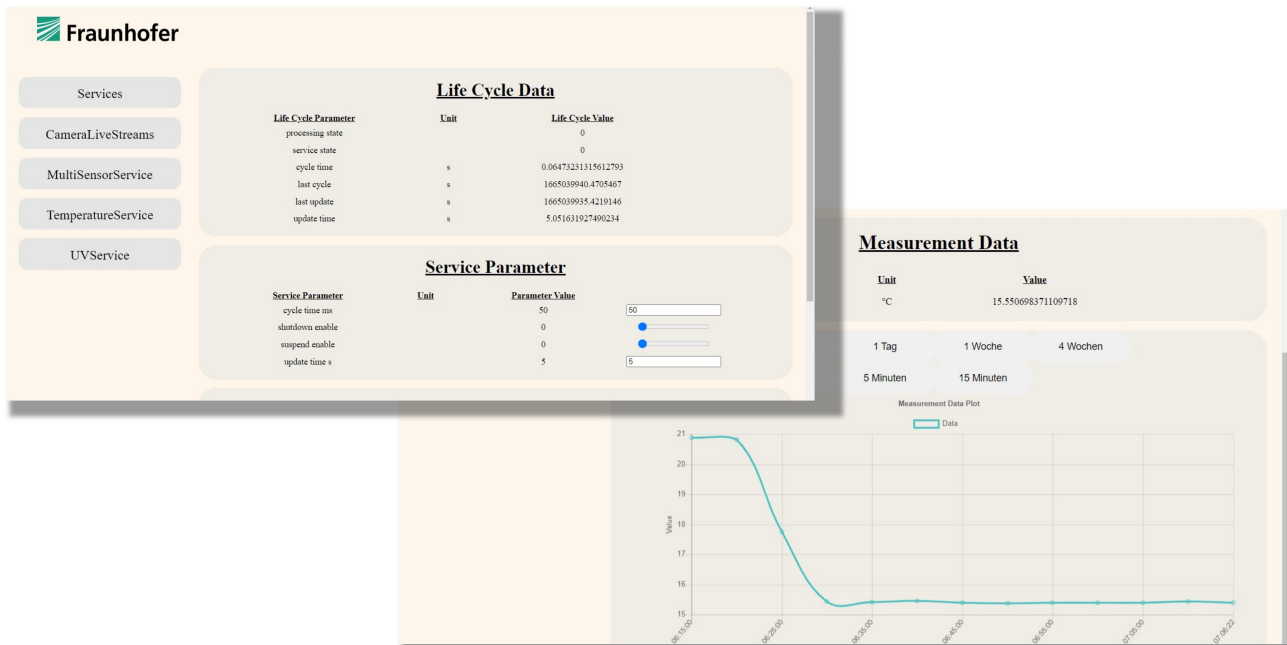 Fraunhofer
Services
CameraLiveStreams
MultiSensorService
TemperatureService
UVService
Life Cycle Data
Life Cycle Parameter Unit Life Cycle Value
processing state 0
service state 0
cycle time s 0.06473231315612793
last cycle s 1665039940.4705467
last update s 1665039935.4219146
update time s 5.051631927490234
Service Parameter
Service Parameter Unit Parameter Value
cycle time ms 50 50
shutdown enable 0
suspend enable 0
update time s 5 5
Measurement Data
Unit Value
°C 15.550698371109718
1 Tag 1 Woche 4 Wochen
5 Minuten 15 Minuten
Measurement Data Plot
Data
Value
21
20
19
18
17
16
15
06:15:00 06:25:00 06:35:00 06:45:00 06:55:00 07:05:00 07:06:22